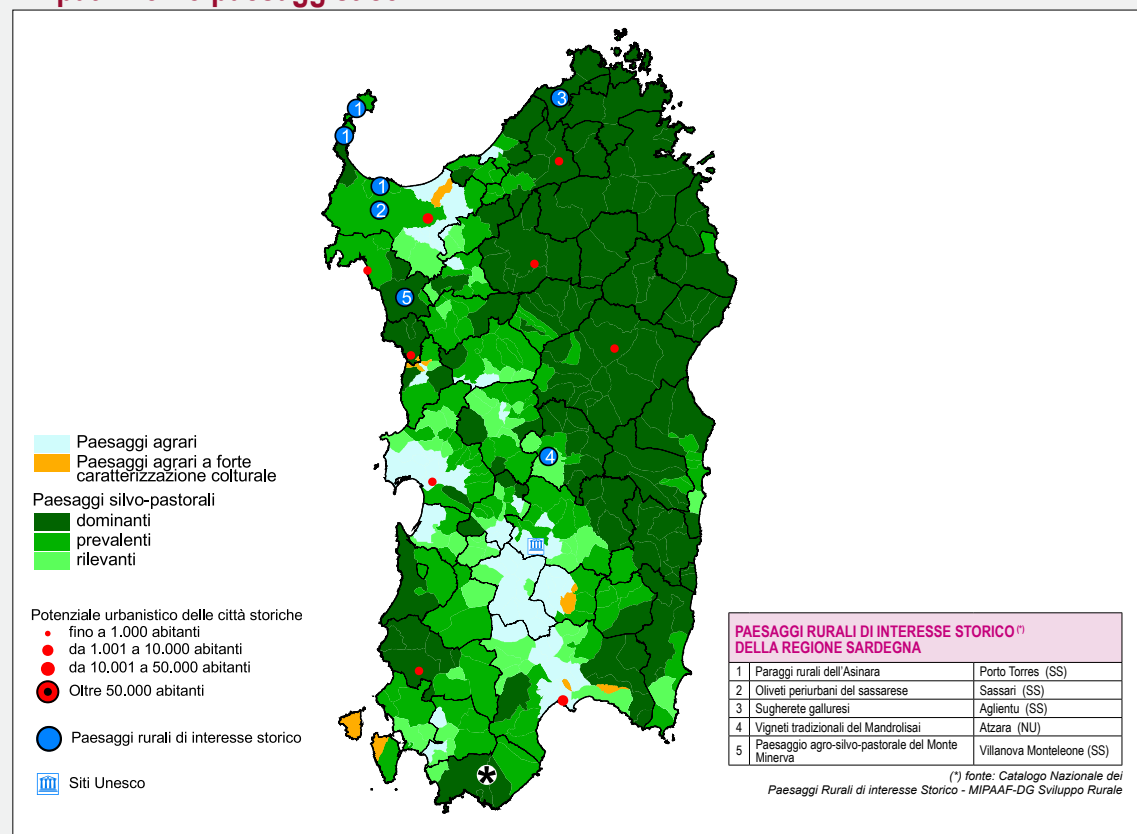 3
1
1
1
2
5
4
Paesaggi agrari
Paesaggi agrari a forte
caratterizzazione colturale
Paesaggi silvo-pastorali
dominanti
prevalenti
rilevanti
Potenziale urbanistico delle città storiche
fino a 1.000 abitanti
da 1.001 a 10.000 abitanti
da 10.001 a 50.000 abitanti
Oltre 50.000 abitanti
Paesaggi rurali di interesse storico
Siti Unesco
*
PAESAGGI RURALI DI INTERESSE STORICO (*)
DELLA REGIONE SARDEGNA
1 Paraggi rurali dell'Asinara Porto Torres (SS)
2 Oliveti periurbani del sassarese Sassari (SS)
3 Sugherete galluresi Aglientu (SS)
4 Vigneti tradizionali del Mandrolisai Atzara (NU)
5 Paesaggio agro-silvo-pastorale del Monte
Minerva Villanova Monteleone (SS)
(*) fonte: Catalogo Nazionale dei
Paesaggi Rurali di interesse Storico - MIPAAF-DG Sviluppo Rurale